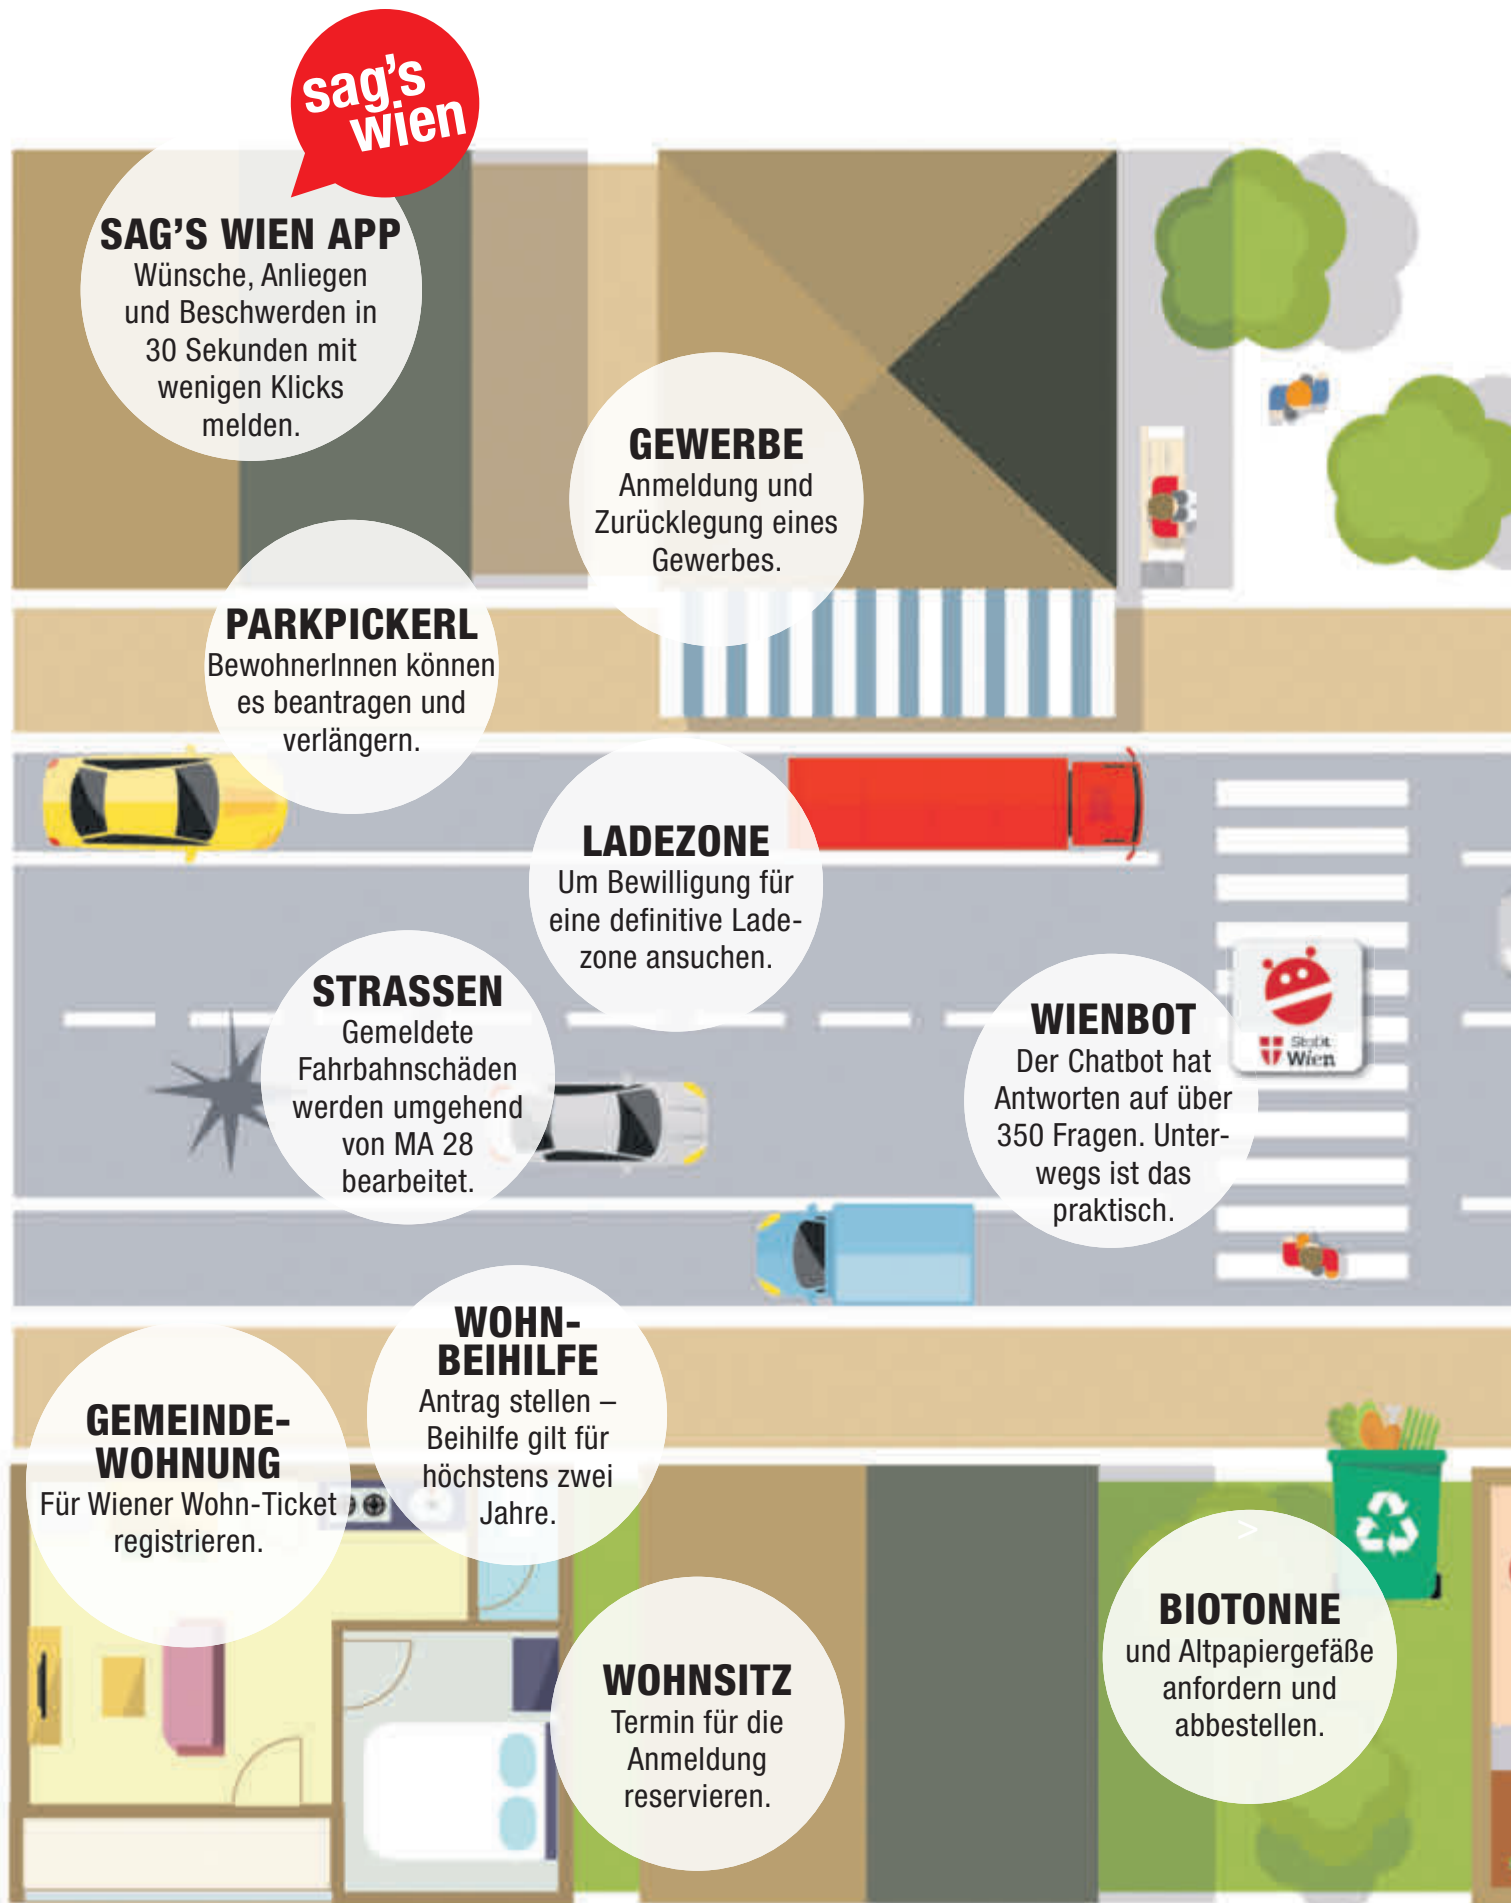 sag's
wien
SAG'S WIEN APP
Wünsche, Anliegen
und Beschwerden in
30 Sekunden mit
wenigen Klicks
melden.
GEWERBE
Anmeldung und
Zurücklegung eines
Gewerbes.
PARKPICKERL
BewohnerInnen können
es beantragen und
verlängern.
LADEZONE
Um Bewilligung für
eine definitive Lade-
zone ansuchen.
STRASSEN
Gemeldete
Fahrbahnschäden
werden umgehend
von MA 28
bearbeitet.
WIENBOT
Der Chatbot hat
Antworten auf über
350 Fragen. Unter-
wegs ist das
praktisch.
Stadt
Wien
WOHN-
BEIHILFE
Antrag stellen –
Beihilfe gilt für
höchstens zwei
Jahre.
GEMEINDE-
WOHNUNG
Für Wiener Wohn-Ticket
registrieren.
WOHNSITZ
Termin für die
Anmeldung
reservieren.
>
BIOTONNE
und Altpapiergefäße
anfordern und
abbestellen.